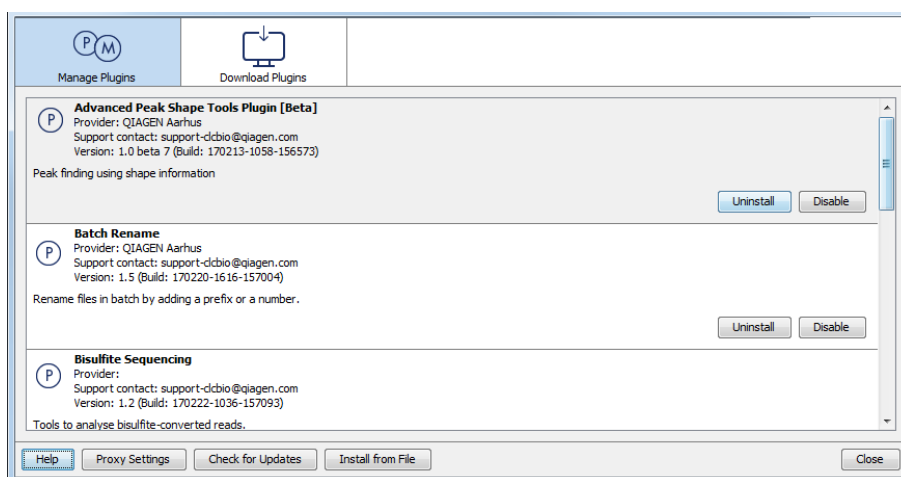 P M
Manage Plugins
Download Plugins
P
Advanced Peak Shape Tools Plugin [Beta]
Provider: QIAGEN Aarhus
Support contact: support-clcbio@qiagen.com
Version: 1.0 beta 7 (Build: 170213-1058-156573)
Peak finding using shape information
Uninstall
Disable
P
Batch Rename
Provider: QIAGEN Aarhus
Support contact: support-clcbio@qiagen.com
Version: 1.5 (Build: 170220-1616-157004)
Rename files in batch by adding a prefix or a number.
Uninstall
Disable
P
Bisulfite Sequencing
Provider:
Support contact: support-clcbio@qiagen.com
Version: 1.2 (Build: 170222-1036-157093)
Tools to analyse bisulfite-converted reads.
Help
Proxy Settings
Check for Updates
Install from File
Close